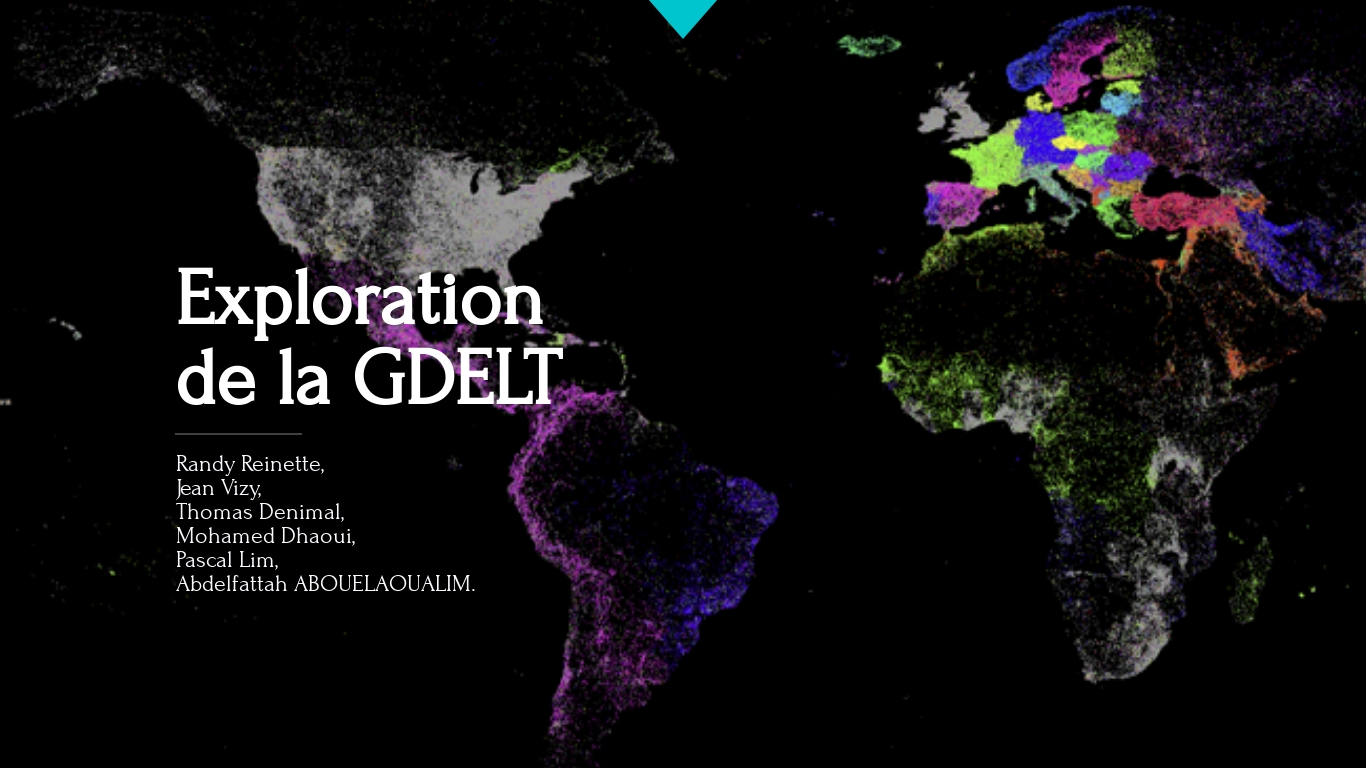 Exploration
de la GDELT
Randy Reinette,
Jean Vizy,
Thomas Denimal,
Mohamed Dhaoui,
Pascal Lim,
Abdelfattah ABOUELAOUALIM.